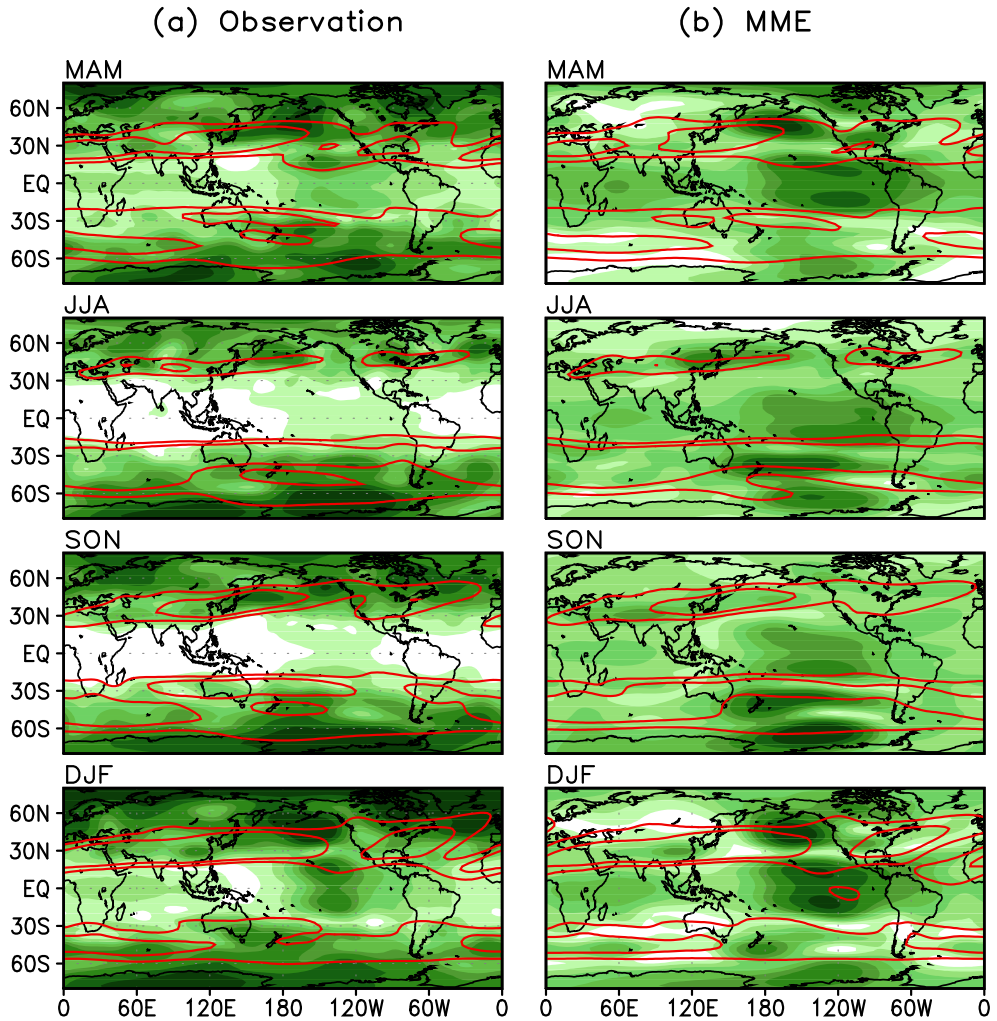 (a) Observation (b) MME
MAM MAM
60N
30N
EQ
30S
60S
JJA JJA
60N
30N
EQ
30S
60S
SON SON
60N
30N
EQ
30S
60S
DJF DJF
60N
30N
EQ
30S
60S
0 60E 120E 180 120W 60W 0 0 60E 120E 180 120W 60W 0